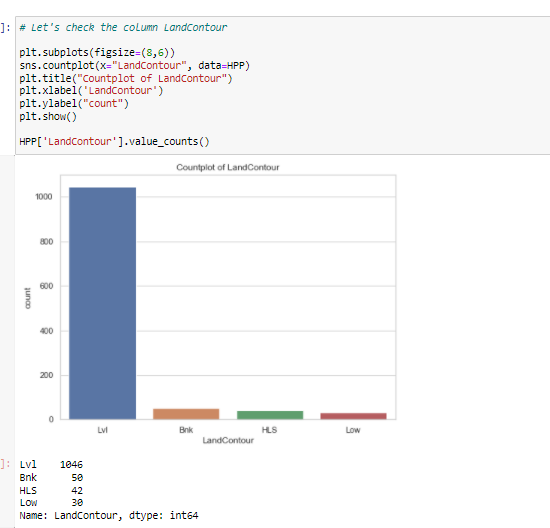 ]: # Let's check the column LandContour
plt.subplots(figsize=(8,6))
sns.countplot(x="LandContour", data=HPP)
plt.title("Countplot of LandContour")
plt.xlabel('LandContour')
plt.ylabel("count")
plt.show()
HPP['LandContour'].value_counts()
Countplot of LandContour
1000
800
600
400
200
0
count
Lvl Bnk HLS Low
LandContour
]: Lvl 1046
Bnk 50
HLS 42
Low 30
Name: LandContour, dtype: int64